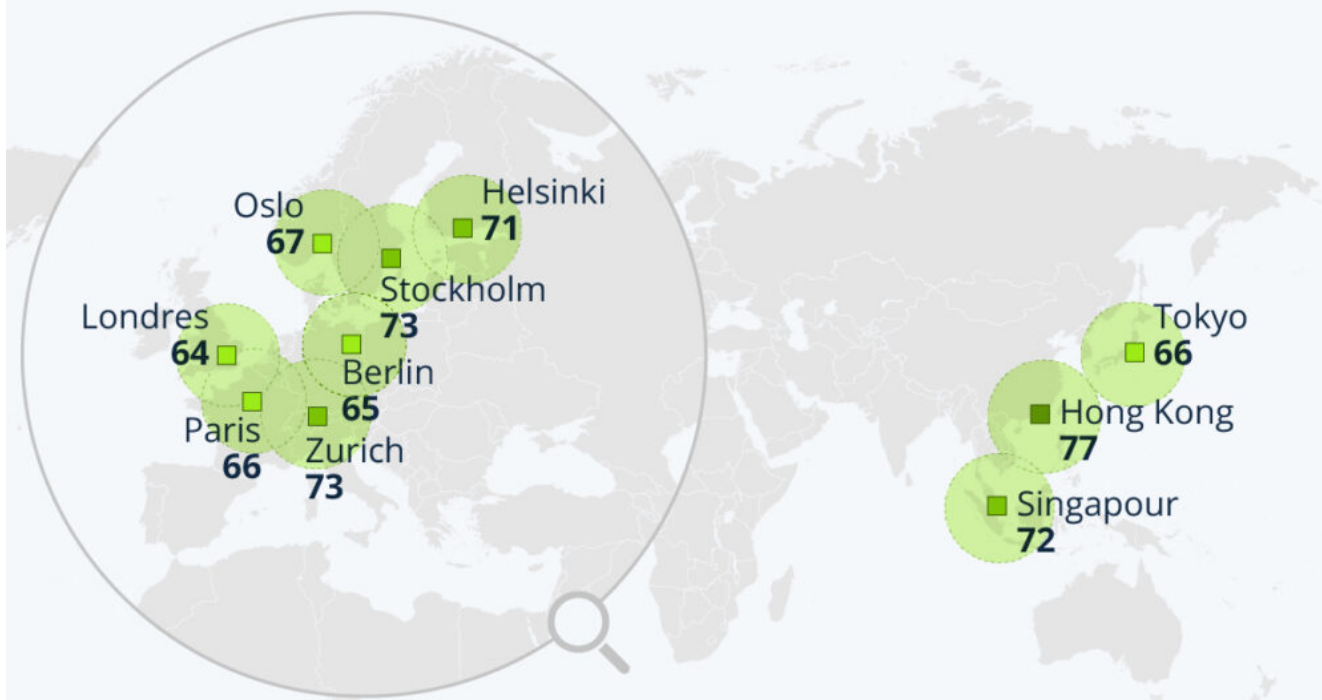 Oslo
67
Helsinki
71
Stockholm
73
Londres
64
Berlin
65
Paris
66
Zurich
73
Tokyo
66
Hong Kong
77
Singapour
72